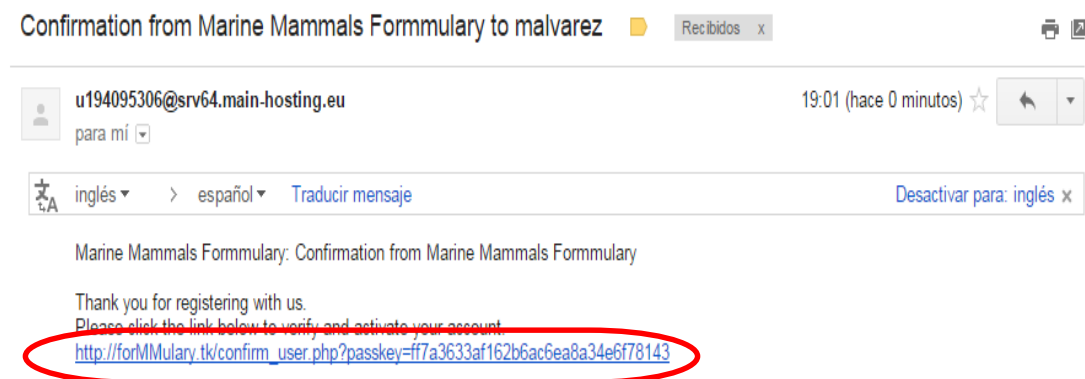 Confirmation from Marine Mammals Formmulary to malvarez Recibidos x
u194095306@srv64.main-hosting.eu 19:01 (hace 0 minutos)
para mí
inglés > español Traducir mensaje Desactivar para: inglés x
Marine Mammals Formmulary: Confirmation from Marine Mammals Formmulary
Thank you for registering with us.
Please click the link below to verify and activate your account.
http://forMMulary.tk/confirm_user.php?passkey=ff7a3633af162b6ac6ea8a34e6f78143